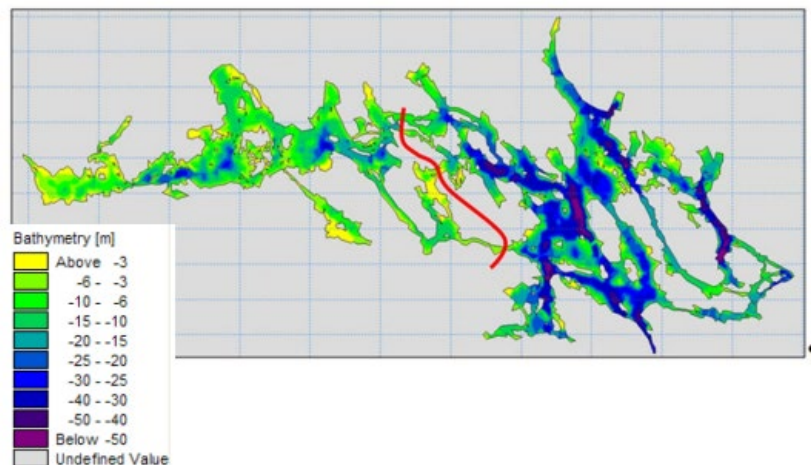 Bathymetry [m]
Above -3
-6 - -3
-10 - -6
-15 - -10
-20 - -15
-25 - -20
-30 - -25
-40 - -30
-50 - -40
Below -50
Undefined Value